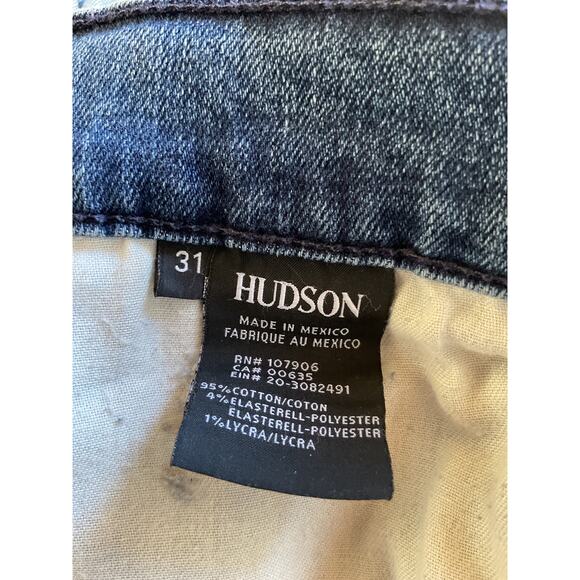 31
HUDSON
MADE IN MEXICO
FABRIQUE AU MEXICO
RN# 107906
CA# 00635
EIN# 20-3082491
95% COTTON/COTON
4% ELASTERELL-POLYESTER
ELASTERELL-POLYESTER
1% LYCRA/LYCRA